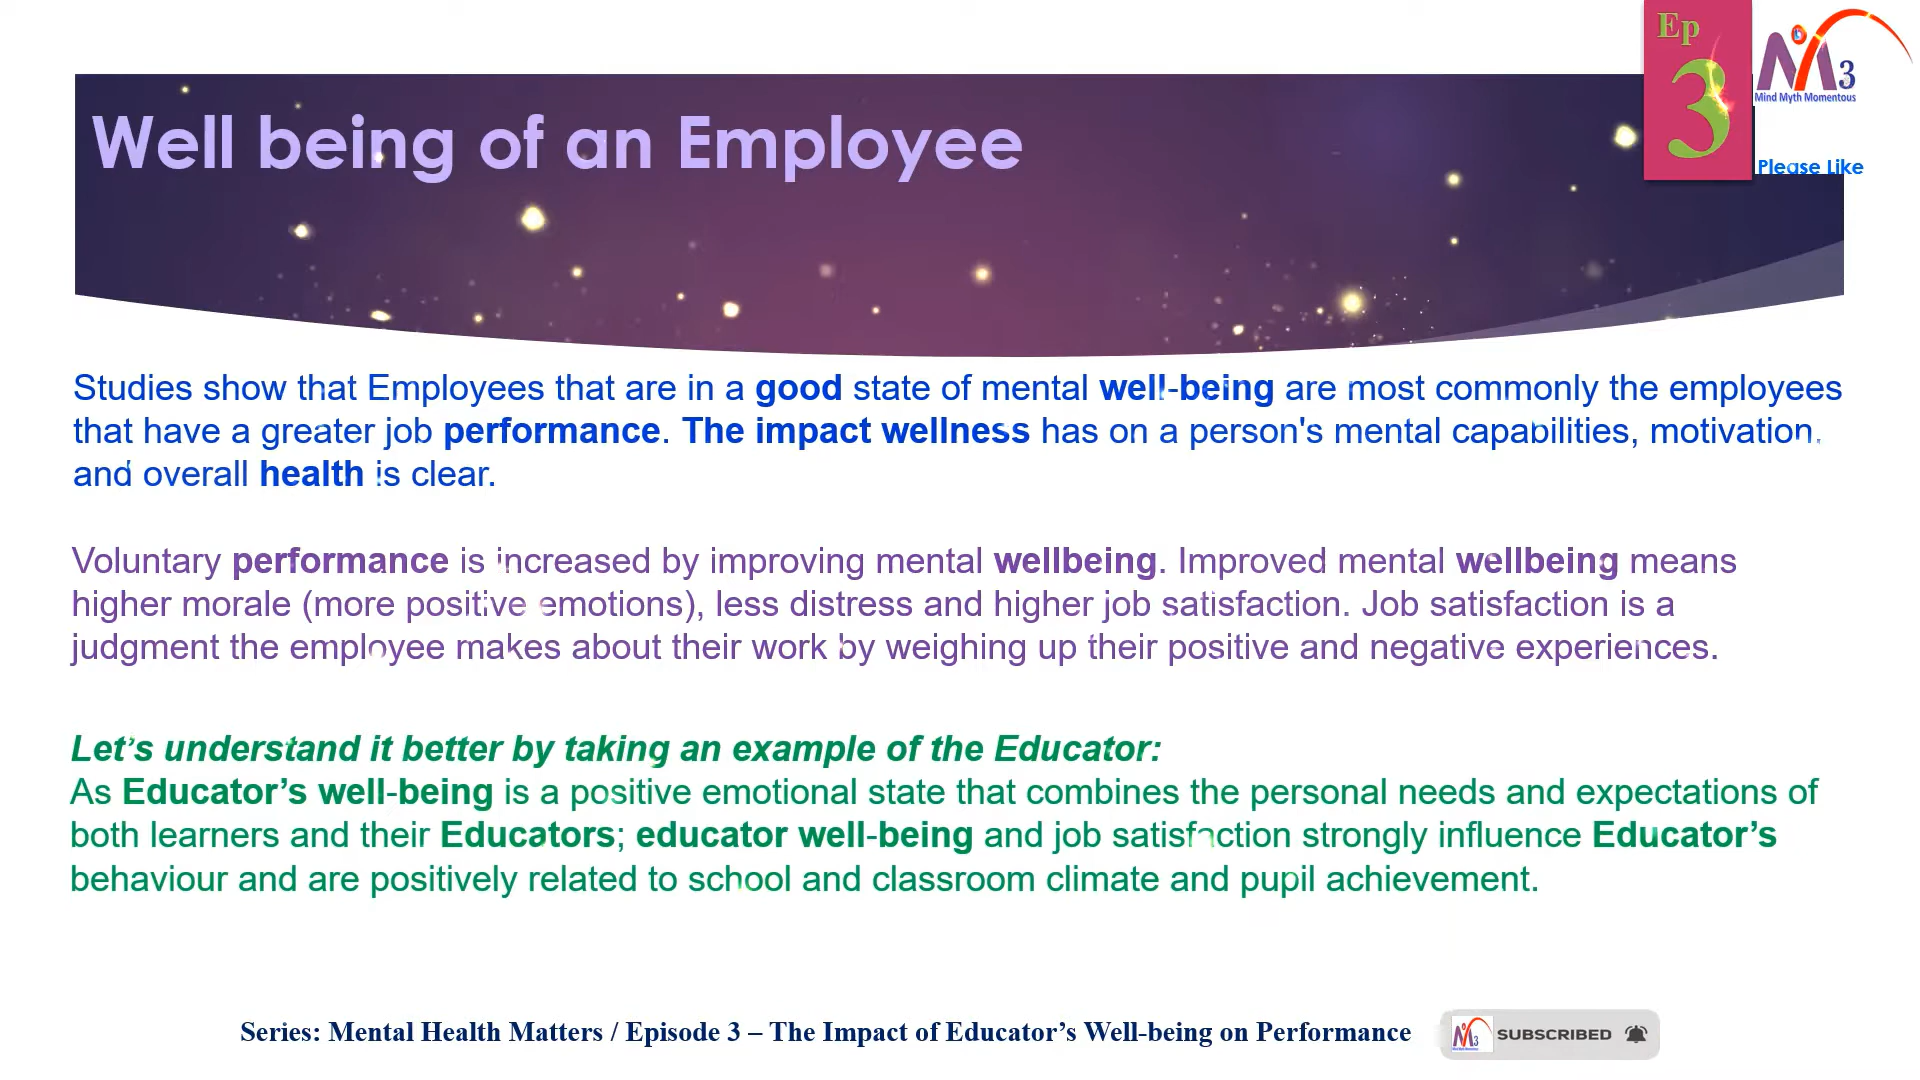 Ep
3
M3
Mind Myth Momentous
Please Like
Well being of an Employee
Studies show that Employees that are in a good state of mental well-being are most commonly the employees
that have a greater job performance. The impact wellness has on a person's mental capabilities, motivation,
and overall health is clear.
Voluntary performance is increased by improving mental wellbeing. Improved mental wellbeing means
higher morale (more positive emotions), less distress and higher job satisfaction. Job satisfaction is a
judgment the employee makes about their work by weighing up their positive and negative experiences.
Let’s understand it better by taking an example of the Educator:
As Educator’s well-being is a positive emotional state that combines the personal needs and expectations of
both learners and their Educators; educator well-being and job satisfaction strongly influence Educator’s
behaviour and are positively related to school and classroom climate and pupil achievement.
Series: Mental Health Matters / Episode 3 – The Impact of Educator’s Well-being on Performance
M3
Mind Myth Momentous
SUBSCRIBED